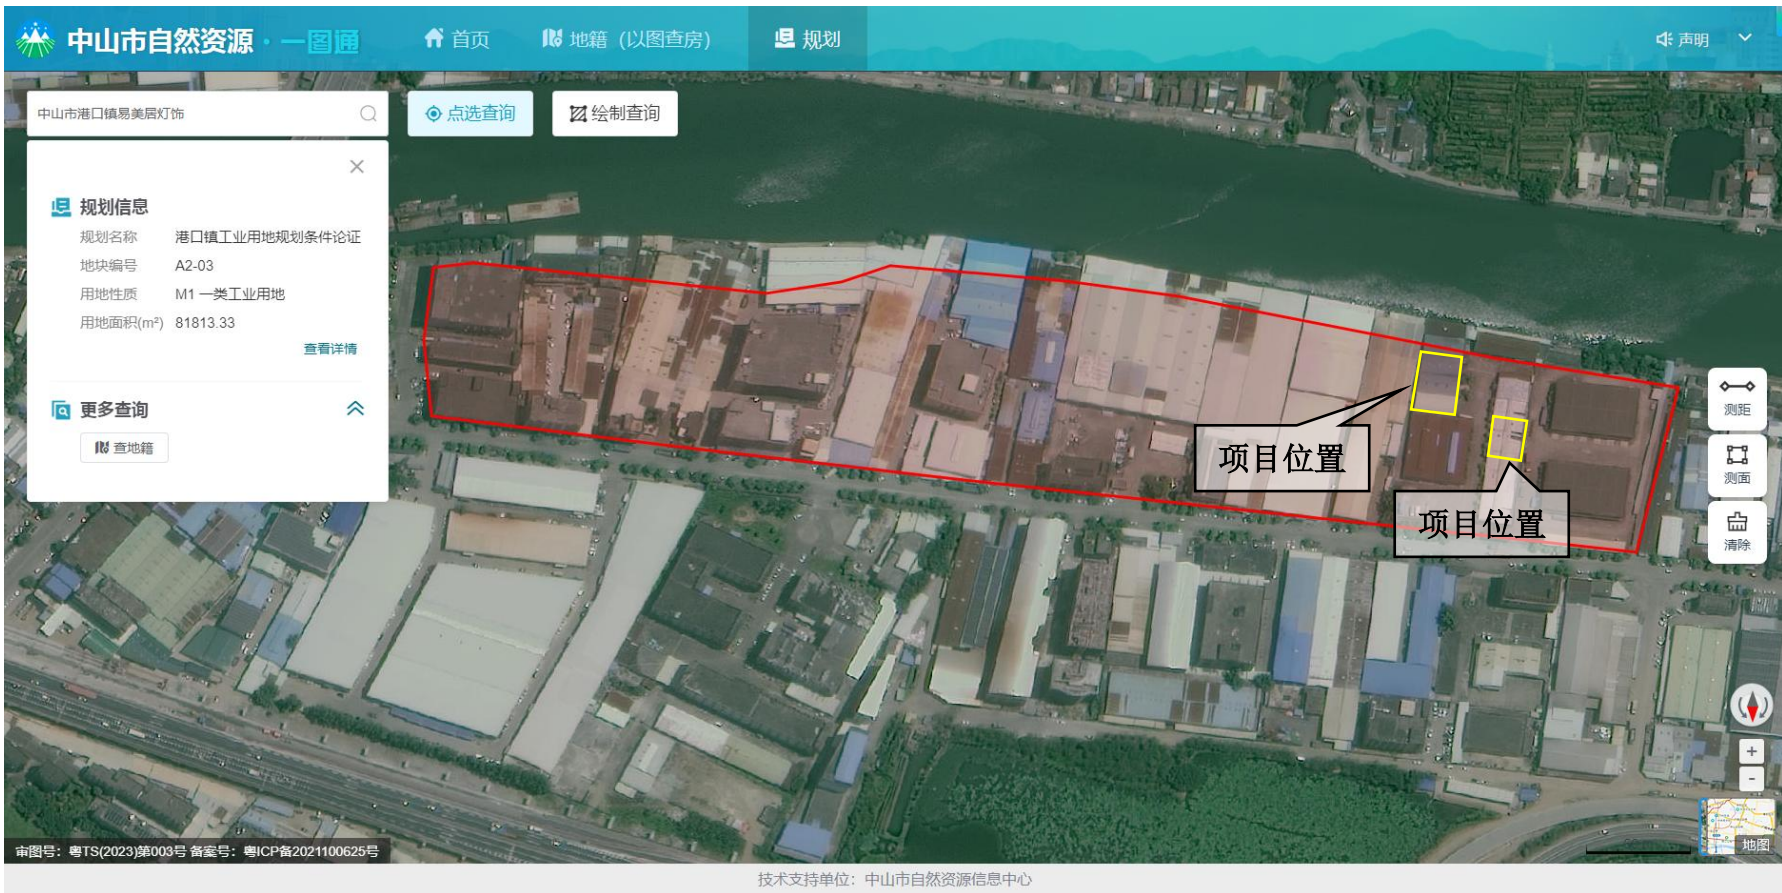 中山市自然资源·一图通
首页
地籍（以图查房）
规划
声明
中山市港口镇易美居灯饰
点选查询
绘制查询
规划信息
规划名称 港口镇工业用地规划条件论证
地块编号 A2-03
用地性质 M1 一类工业用地
用地面积(m²) 81813.33
查看详情
更多查询
查地籍
项目位置
项目位置
测距
测面
清除
+
-
地图
审图号：粤TS(2023)第003号 备案号：粤ICP备2021100625号
技术支持单位：中山市自然资源信息中心